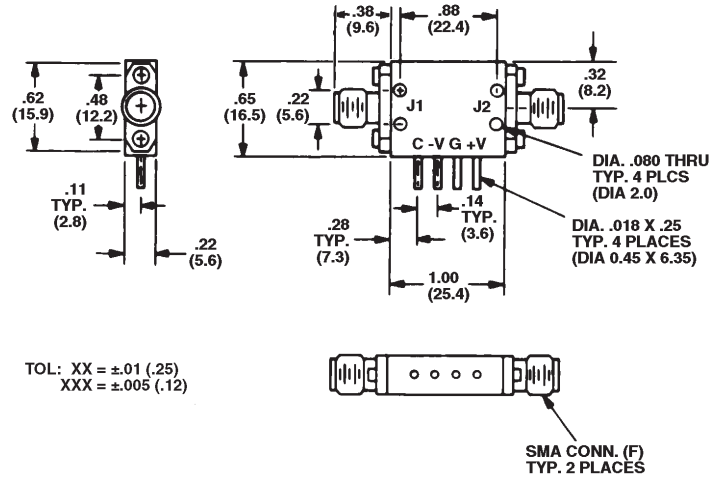 .38
(9.6)
.88
(22.4)
.62
(15.9)
.48
(12.2)
.65
(16.5)
.22
(5.6)
J1
J2
.32
(8.2)
C -V G +V
DIA. .080 THRU
TYP. 4 PLCS
(DIA 2.0)
.11
TYP.
(2.8)
.14
TYP.
(3.6)
.28
TYP.
(7.3)
DIA. .018 X .25
TYP. 4 PLACES
(DIA 0.45 X 6.35)
.22
(5.6)
1.00
(25.4)
TOL: XX = ±.01 (.25)
XXX = ±.005 (.12)
SMA CONN. (F)
TYP. 2 PLACES